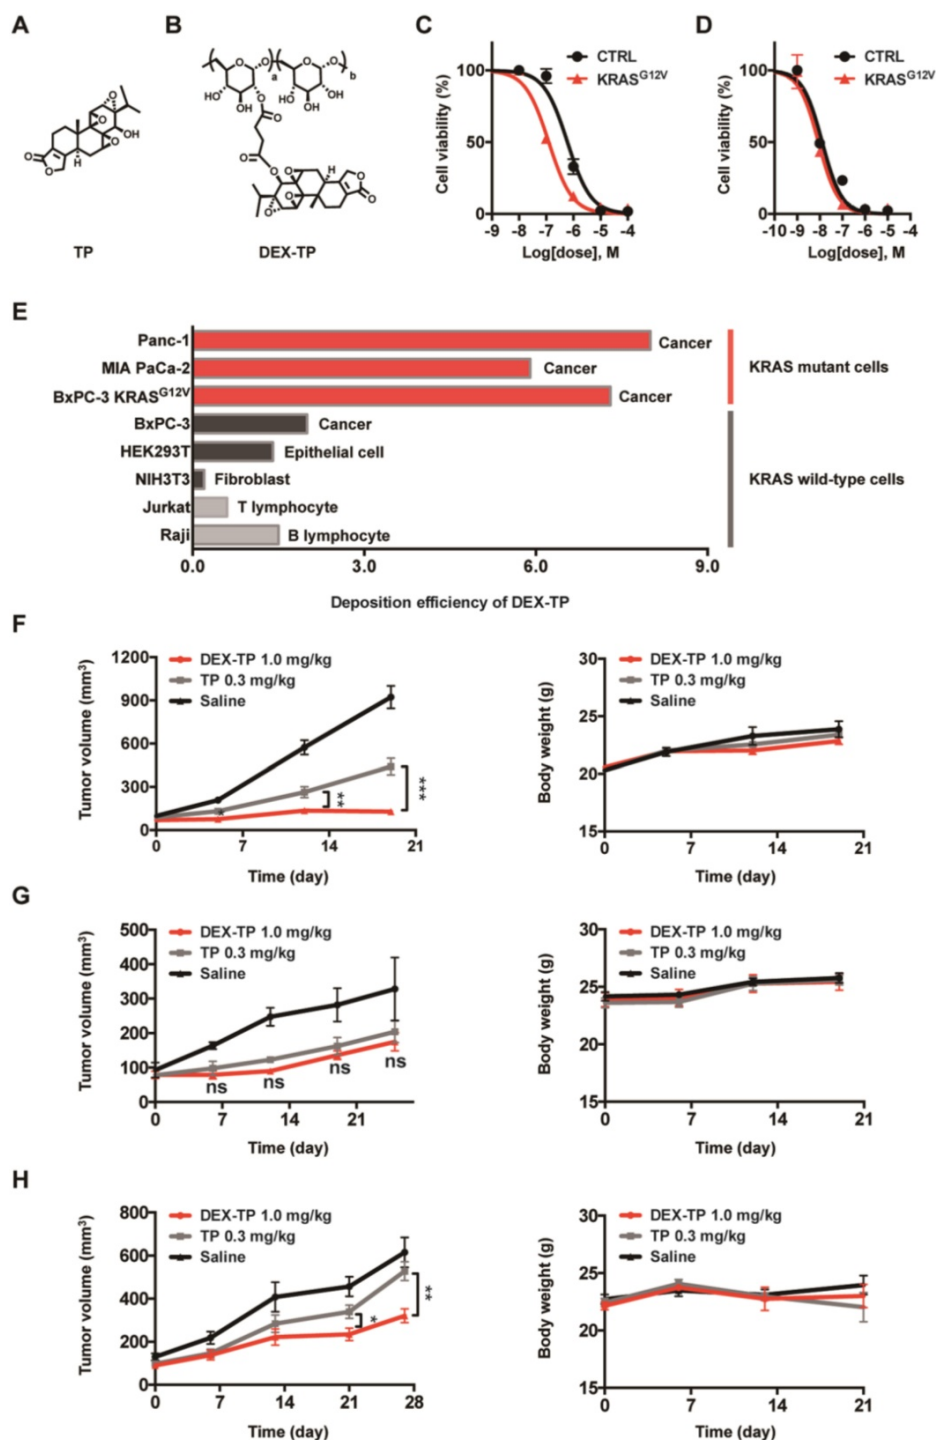 A
B
C
D
TP
DEX-TP
HO
OH
O
H
a
b
Cell viability (%)
100
50
0
-9 -8 -7 -6 -5 -4
Log[dose], M
CTRL
KRAS^G12V
Cell viability (%)
100
50
0
-10 -9 -8 -7 -6 -5 -4
Log[dose], M
CTRL
KRAS^G12V
E
Panc-1 Cancer
MIA PaCa-2 Cancer
BxPC-3 KRAS^G12V Cancer
BxPC-3 Cancer
HEK293T Epithelial cell
NIH3T3 Fibroblast
Jurkat T lymphocyte
Raji B lymphocyte
KRAS mutant cells
KRAS wild-type cells
0.0 3.0 6.0 9.0
Deposition efficiency of DEX-TP
F
Tumor volume (mm³)
1200
900
600
300
0
DEX-TP 1.0 mg/kg
TP 0.3 mg/kg
Saline
*
**
***
0 7 14 21
Time (day)
Body weight (g)
30
25
20
15
DEX-TP 1.0 mg/kg
TP 0.3 mg/kg
Saline
0 7 14 21
Time (day)
G
Tumor volume (mm³)
500
400
300
200
100
0
DEX-TP 1.0 mg/kg
TP 0.3 mg/kg
Saline
ns ns ns ns
0 7 14 21
Time (day)
Body weight (g)
30
25
20
15
DEX-TP 1.0 mg/kg
TP 0.3 mg/kg
Saline
0 7 14 21
Time (day)
H
Tumor volume (mm³)
800
600
400
200
0
DEX-TP 1.0 mg/kg
TP 0.3 mg/kg
Saline
*
**
0 7 14 21 28
Time (day)
Body weight (g)
30
25
20
15
DEX-TP 1.0 mg/kg
TP 0.3 mg/kg
Saline
0 7 14 21
Time (day)